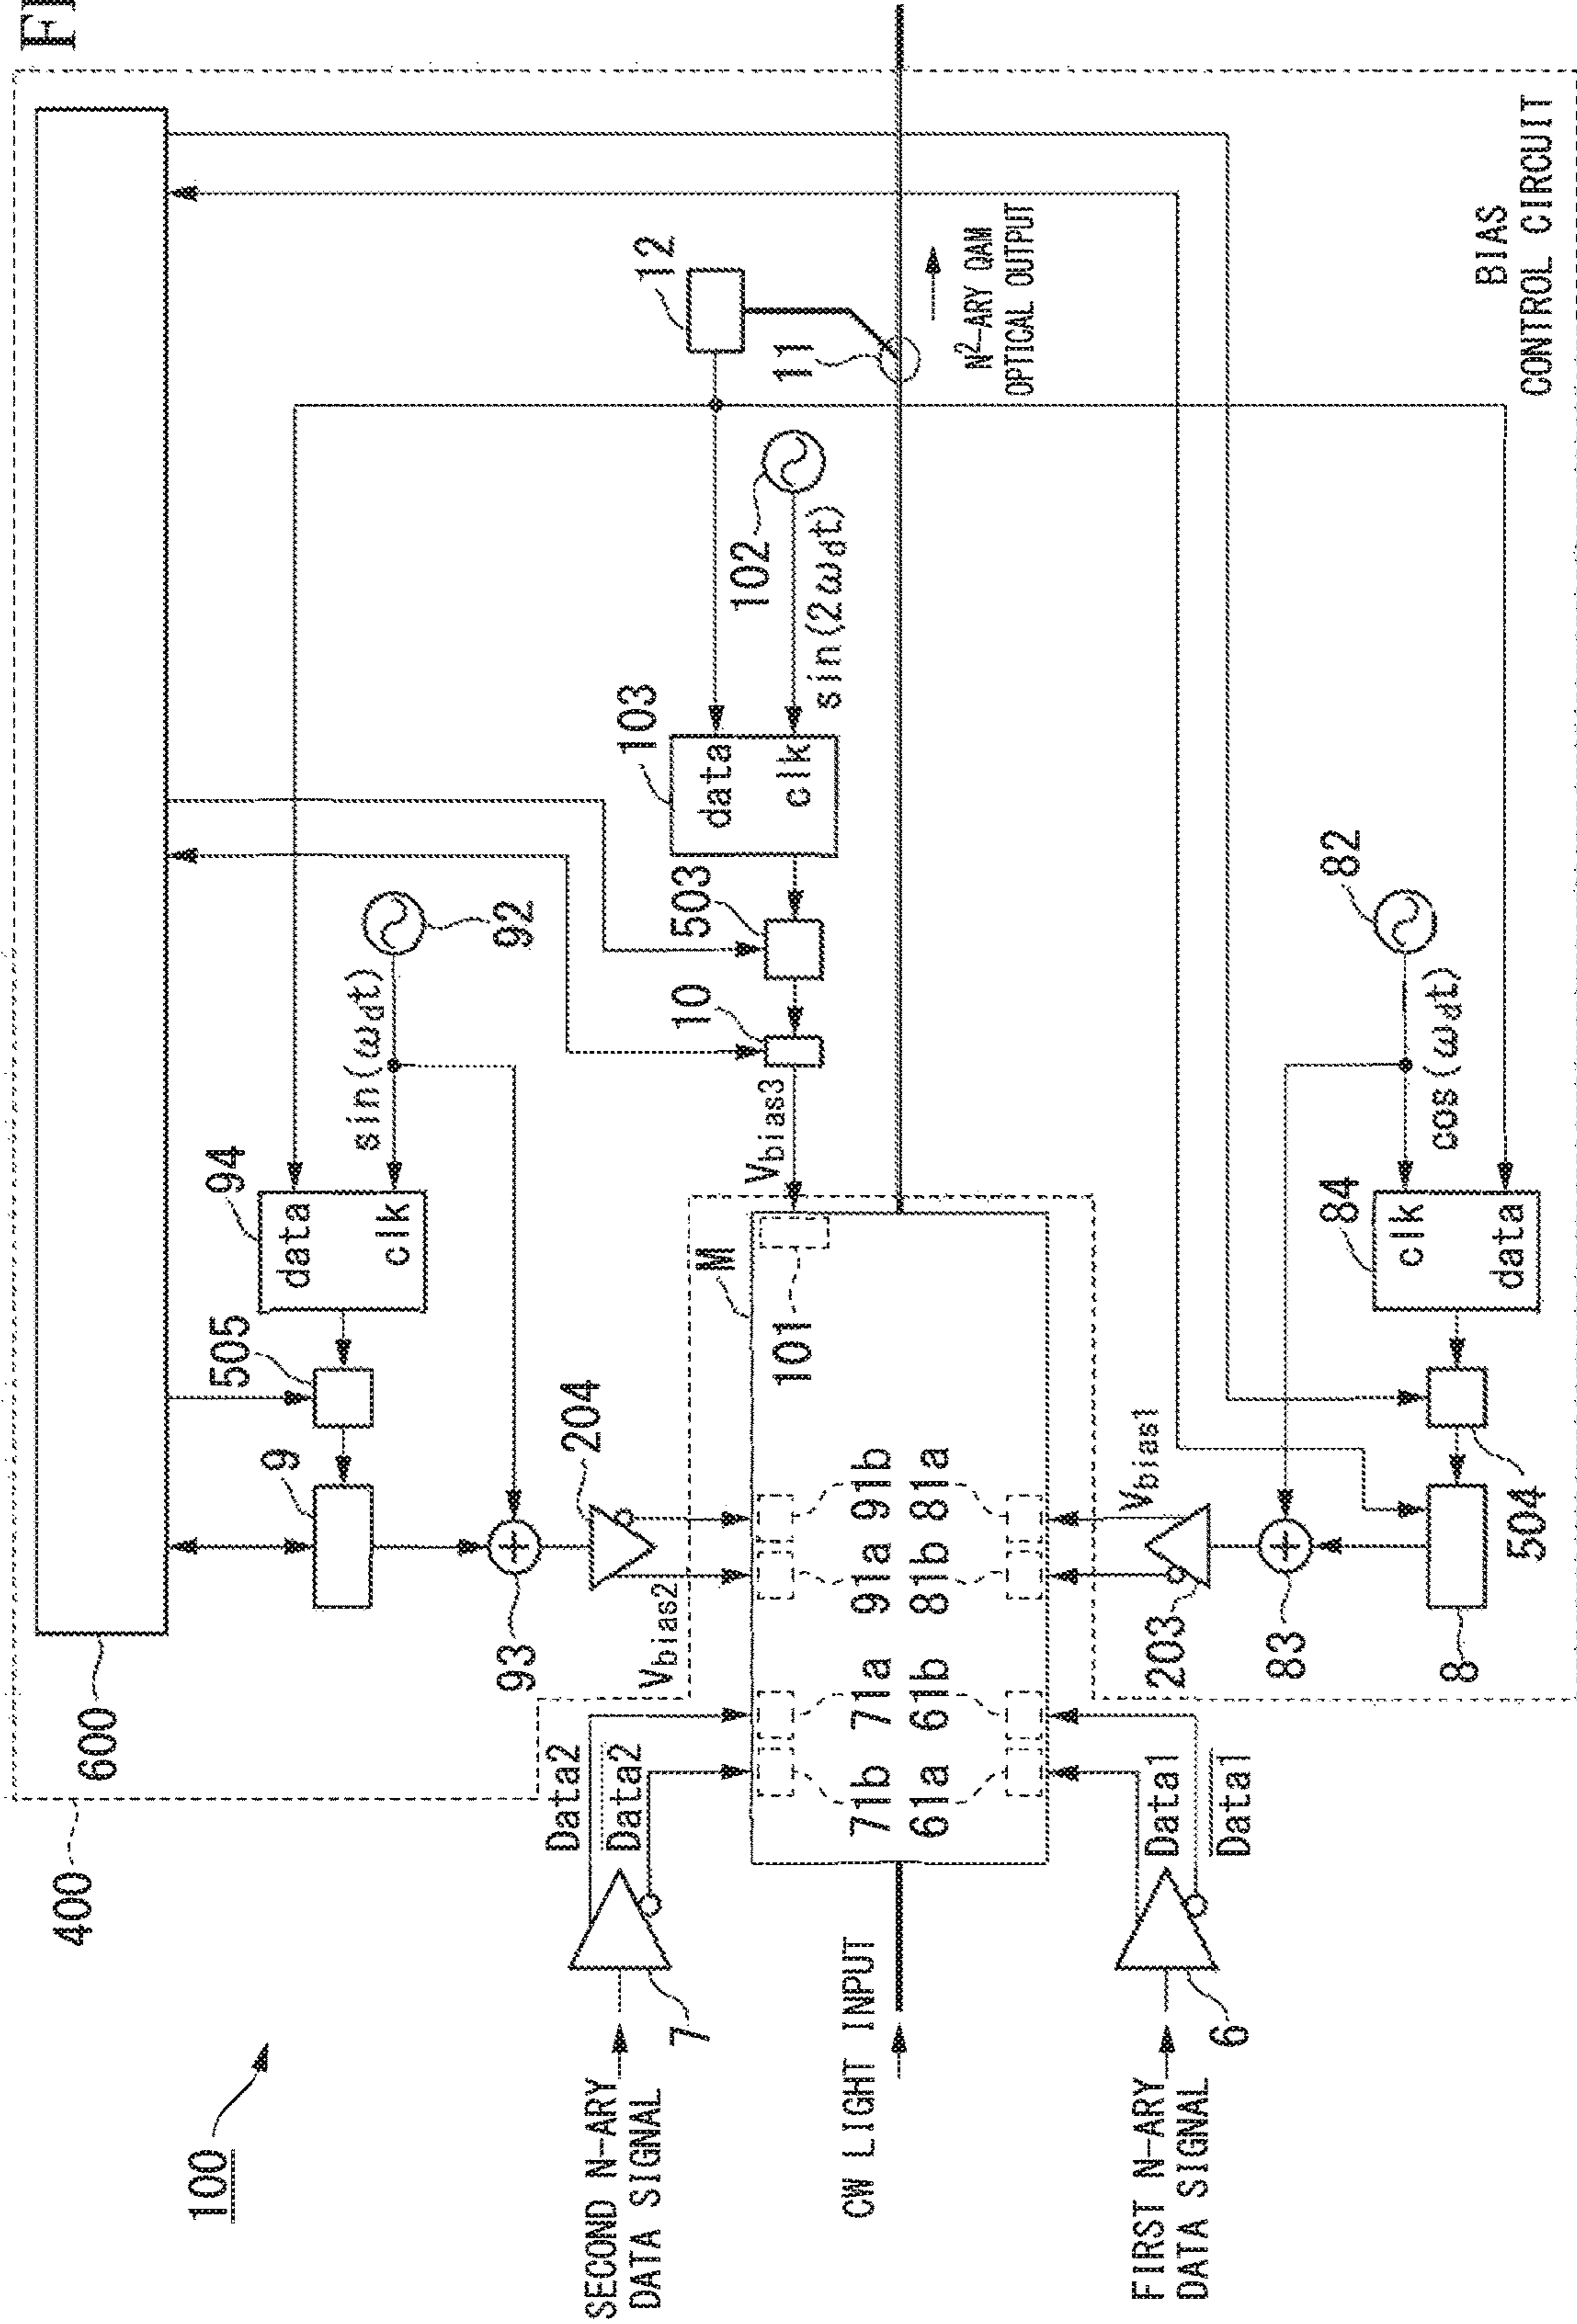 FI
100
400
600
505
94
data
clk
sin(ωdt)
92
9
93
204
Vbias2
SECOND N-ARY
DATA SIGNAL
7
Data2
Data2
CW LIGHT INPUT
M
101
71b
71a
91a
91b
61a
61b
81b
81a
Vbias3
10
503
103
data
clk
102
sin(2ωdt)
12
11
N2-ARY QAM
OPTICAL OUTPUT
FIRST N-ARY
DATA SIGNAL
6
Data1
Data1
203
Vbias1
83
8
504
84
clk
data
cos(ωdt)
82
BIAS
CONTROL CIRCUIT